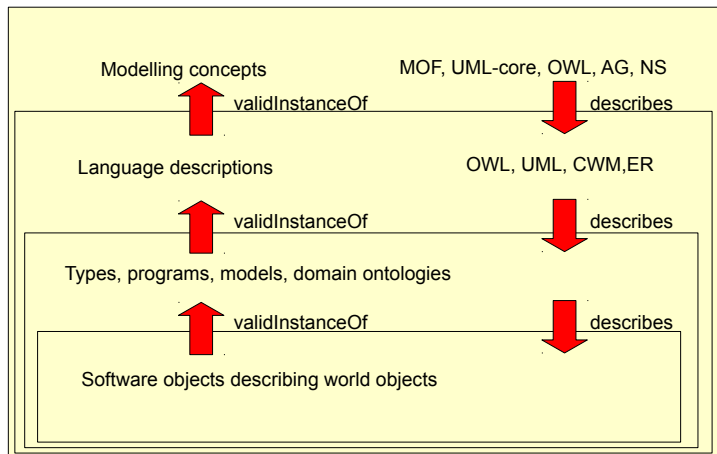 Modelling concepts
MOF, UML-core, OWL, AG, NS
validInstanceOf
describes
Language descriptions
OWL, UML, CWM,ER
validInstanceOf
describes
Types, programs, models, domain ontologies
validInstanceOf
describes
Software objects describing world objects